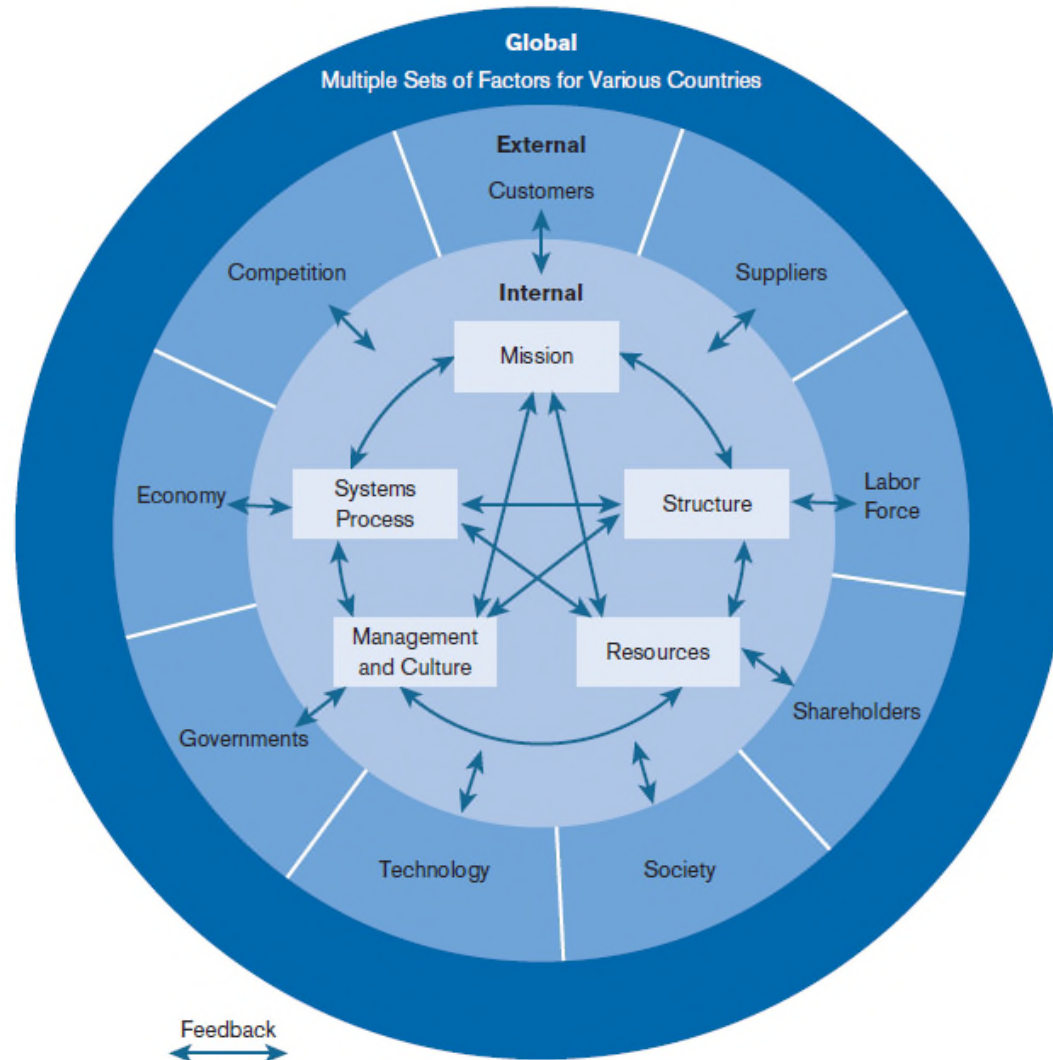 Global
Multiple Sets of Factors for Various Countries
External
Customers
Competition
Suppliers
Internal
Mission
Economy
Systems
Process
Structure
Labor
Force
Management
and Culture
Resources
Governments
Shareholders
Technology
Society
Feedback